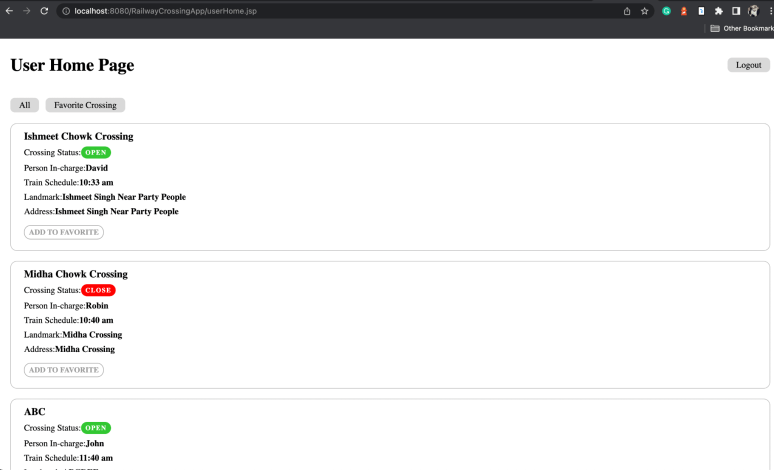 localhost:8080/RailwayCrossingApp/userHome.jsp
Other Bookmark
User Home Page
Logout
All
Favorite Crossing
Ishmeet Chowk Crossing
Crossing Status:OPEN
Person In-charge:David
Train Schedule:10:33 am
Landmark:Ishmeet Singh Near Party People
Address:Ishmeet Singh Near Party People
ADD TO FAVORITE
Midha Chowk Crossing
Crossing Status:CLOSE
Person In-charge:Robin
Train Schedule:10:40 am
Landmark:Midha Crossing
Address:Midha Crossing
ADD TO FAVORITE
ABC
Crossing Status:OPEN
Person In-charge:John
Train Schedule:11:40 am